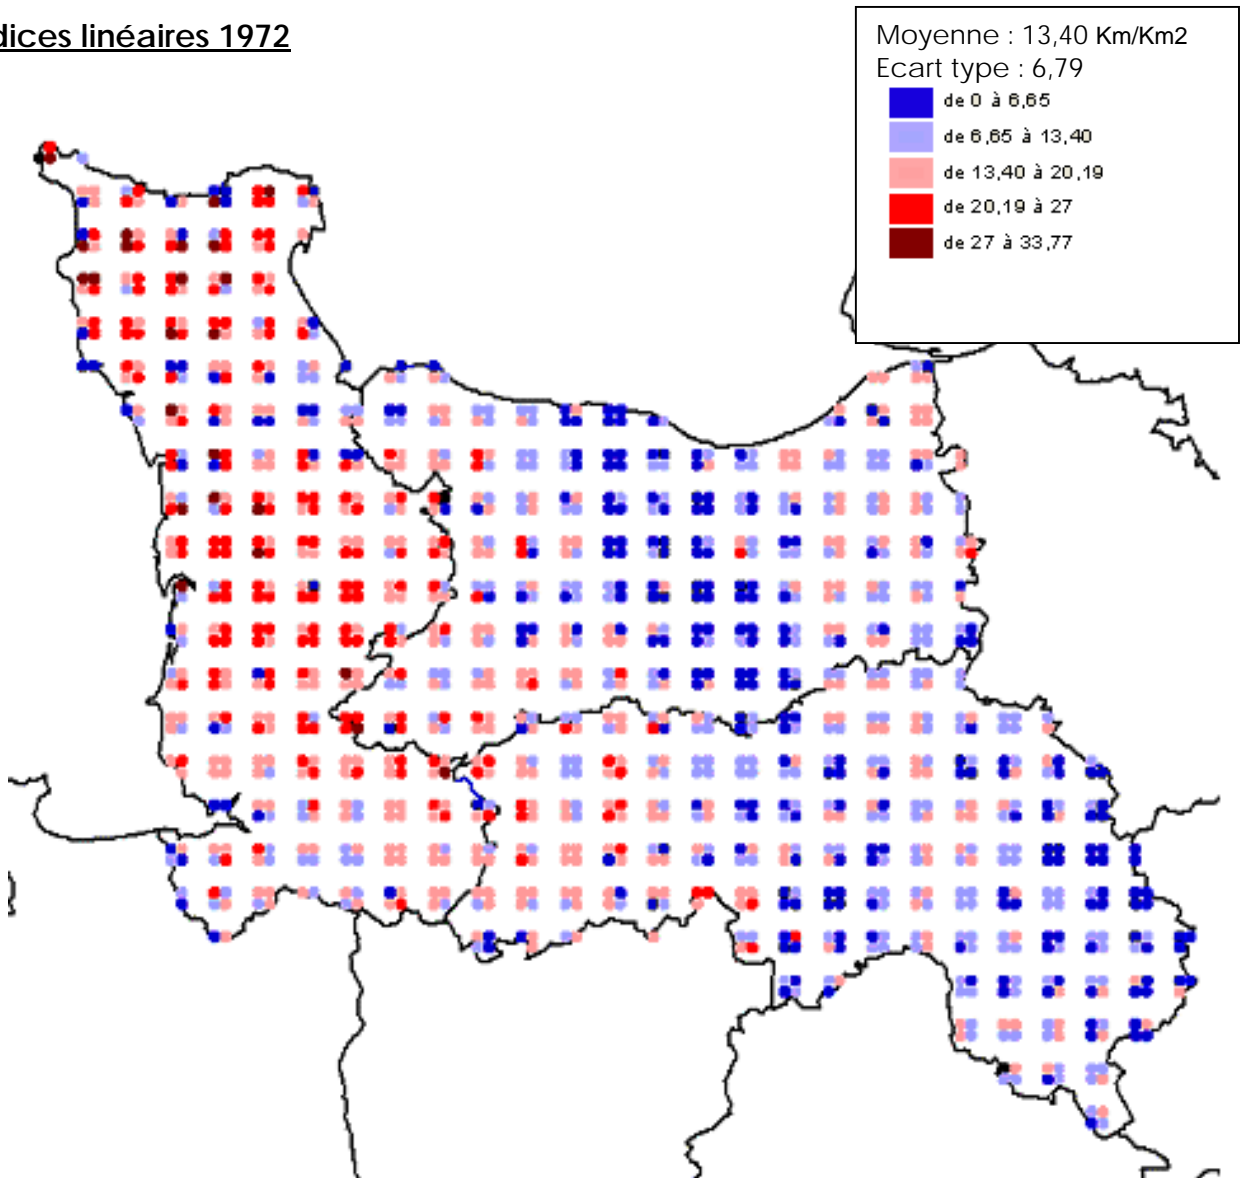 dices linéaires 1972
Moyenne : 13,40 Km/Km2
Ecart type : 6,79
de 0 à 6,65
de 6,65 à 13,40
de 13,40 à 20,19
de 20,19 à 27
de 27 à 33,77